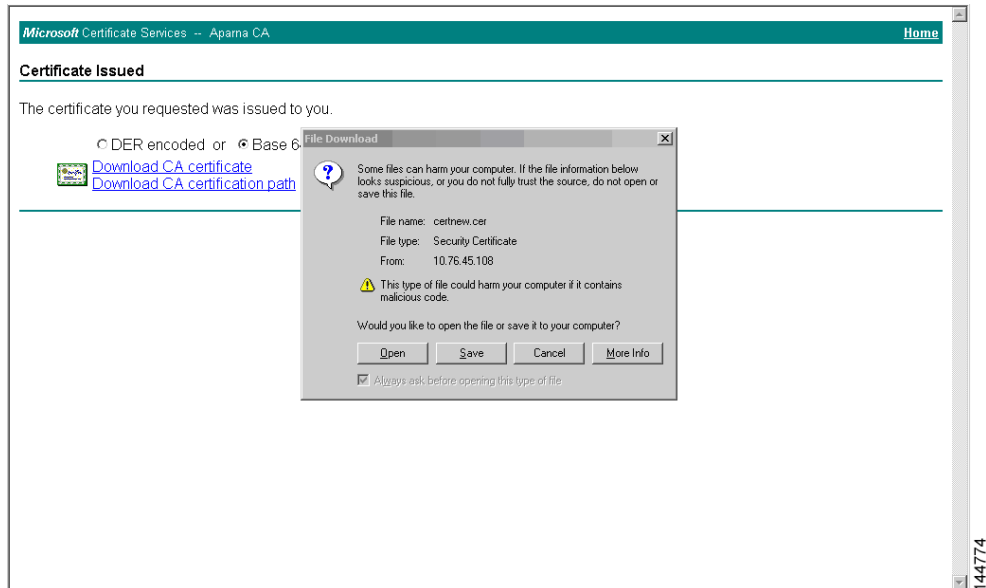 Microsoft Certificate Services -- Aparna CA Home
Certificate Issued
The certificate you requested was issued to you.
DER encoded or Base 6
Download CA certificate
Download CA certification path
File Download
Some files can harm your computer. If the file information below
looks suspicious, or you do not fully trust the source, do not open or
save this file.
File name: certnew.cer
File type: Security Certificate
From: 10.76.45.108
This type of file could harm your computer if it contains
malicious code.
Would you like to open the file or save it to your computer?
Open Save Cancel More Info
Always ask before opening this type of file
144774